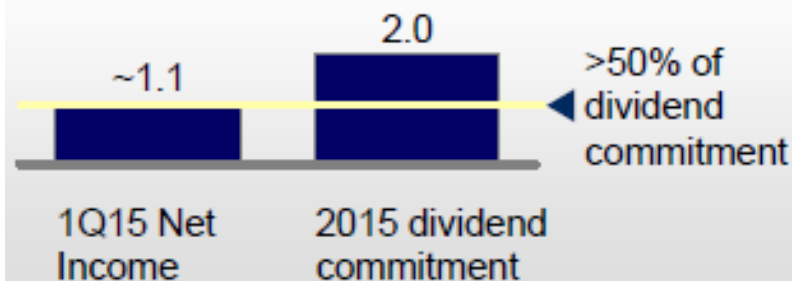 2.0
~1.1
>50% of
dividend
commitment
1Q15 Net
Income
2015 dividend
commitment